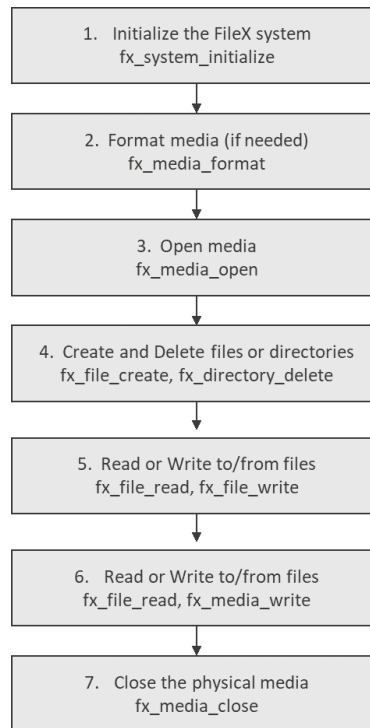 1. Initialize the FileX system
fx_system_initialize
2. Format media (if needed)
fx_media_format
3. Open media
fx_media_open
4. Create and Delete files or directories
fx_file_create, fx_directory_delete
5. Read or Write to/from files
fx_file_read, fx_file_write
6. Read or Write to/from files
fx_file_read, fx_media_write
7. Close the physical media
fx_media_close